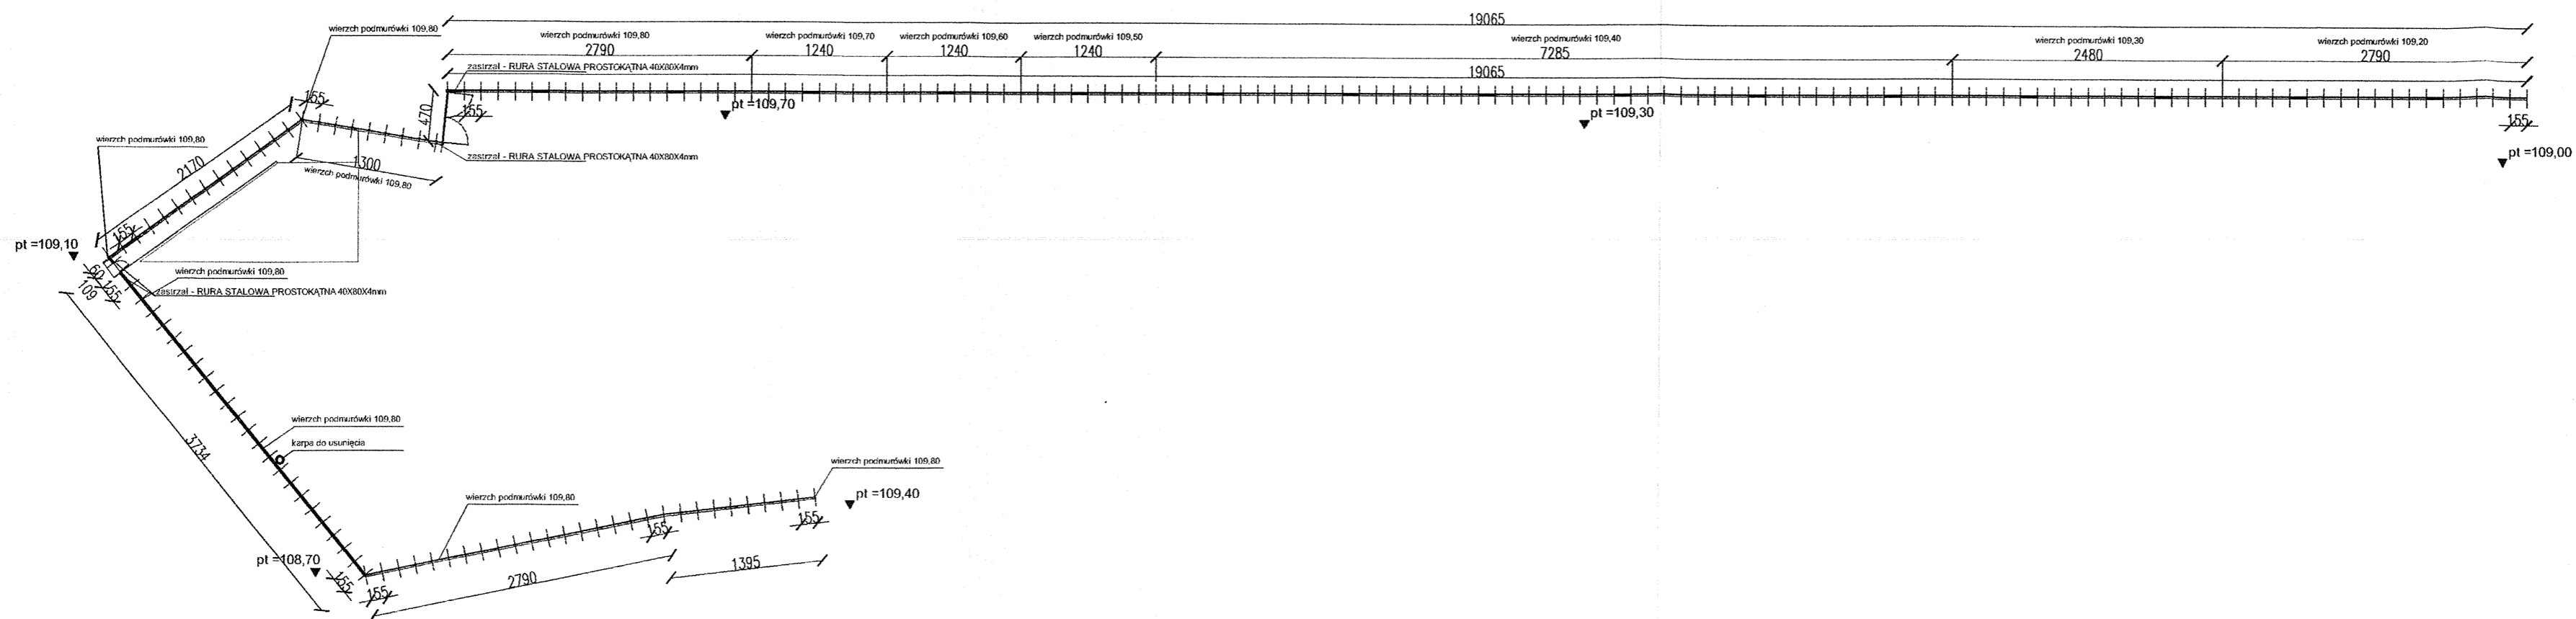 19065
wierzch podmurówki 109,80
wierzch podmurówki 109,80
wierzch podmurówki 109,70
wierzch podmurówki 109,60
wierzch podmurówki 109,50
wierzch podmurówki 109,40
wierzch podmurówki 109,30
wierzch podmurówki 109,20
2790
1240
1240
1240
7285
2480
2790
zastrzał - RURA STALOWA PROSTOKĄTNA 40X80X4mm
19065
155
470
155
pt =109,70
pt =109,30
155
pt =109,00
wierzch podmurówki 109,80
2170
1300
wierzch podmurówki 109,80
zastrzał - RURA STALOWA PROSTOKĄTNA 40X80X4mm
155
pt =109,10
60
155
109
wierzch podmurówki 109,80
zastrzał - RURA STALOWA PROSTOKĄTNA 40X80X4mm
3734
wierzch podmurówki 109,80
karpa do usunięcia
wierzch podmurówki 109,80
wierzch podmurówki 109,80
pt =109,40
155
155
pt =108,70
155
155
2790
1395